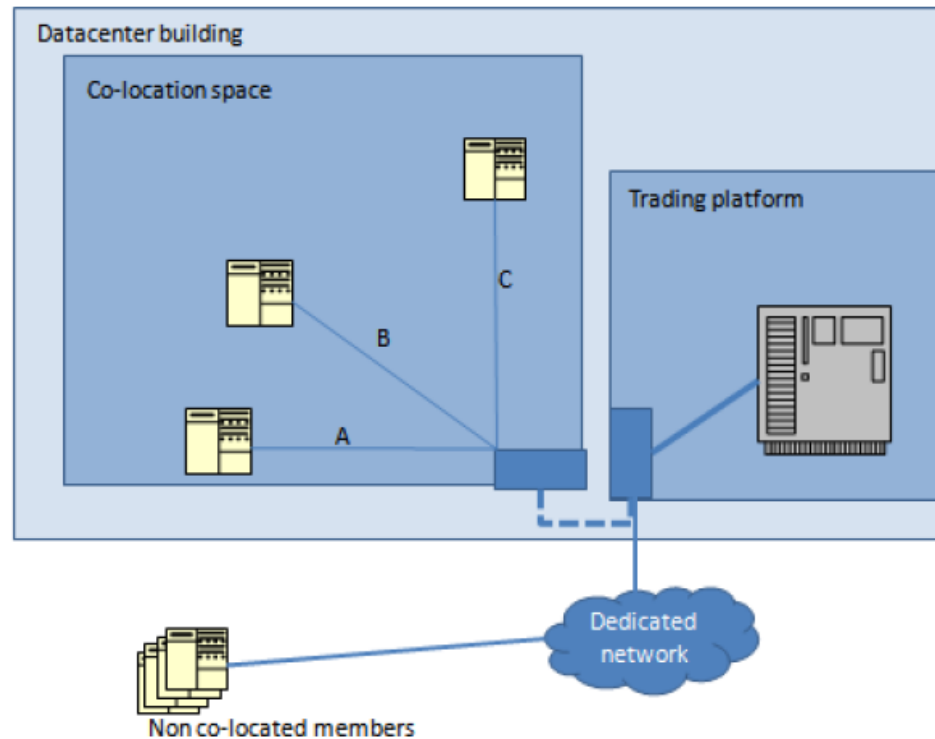 Datacenter building
Co-location space
Trading platform
C
B
A
Dedicated
network
Non co-located members